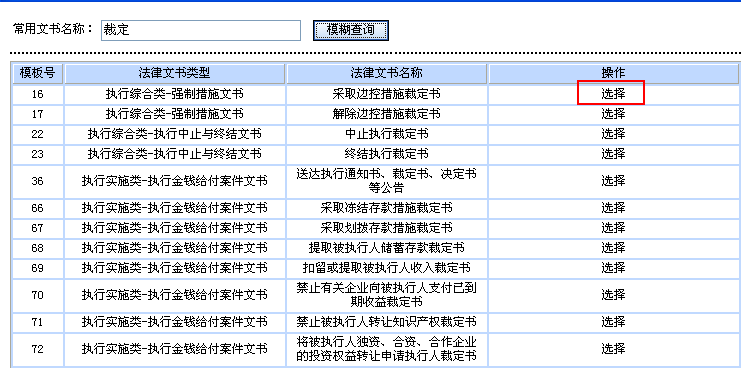 常用文书名称： 裁定 模糊查询
模板号 法律文书类型 法律文书名称 操作
16 执行综合类-强制措施文书 采取边控措施裁定书 选择
17 执行综合类-强制措施文书 解除边控措施裁定书 选择
22 执行综合类-执行中止与终结文书 中止执行裁定书 选择
23 执行综合类-执行中止与终结文书 终结执行裁定书 选择
36 执行实施类-执行金钱给付案件文书 送达执行通知书、裁定书、决定书 选择
等公告
66 执行实施类-执行金钱给付案件文书 采取冻结存款措施裁定书 选择
67 执行实施类-执行金钱给付案件文书 采取划拨存款措施裁定书 选择
68 执行实施类-执行金钱给付案件文书 提取被执行人储蓄存款裁定书 选择
69 执行实施类-执行金钱给付案件文书 扣留或提取被执行人收入裁定书 选择
70 执行实施类-执行金钱给付案件文书 禁止有关企业向被执行人支付已到 选择
期收益裁定书
71 执行实施类-执行金钱给付案件文书 禁止被执行人转让知识产权裁定书 选择
72 执行实施类-执行金钱给付案件文书 将被执行人独资、合资、合作企业 选择
的投资权益转让申请执行人裁定书